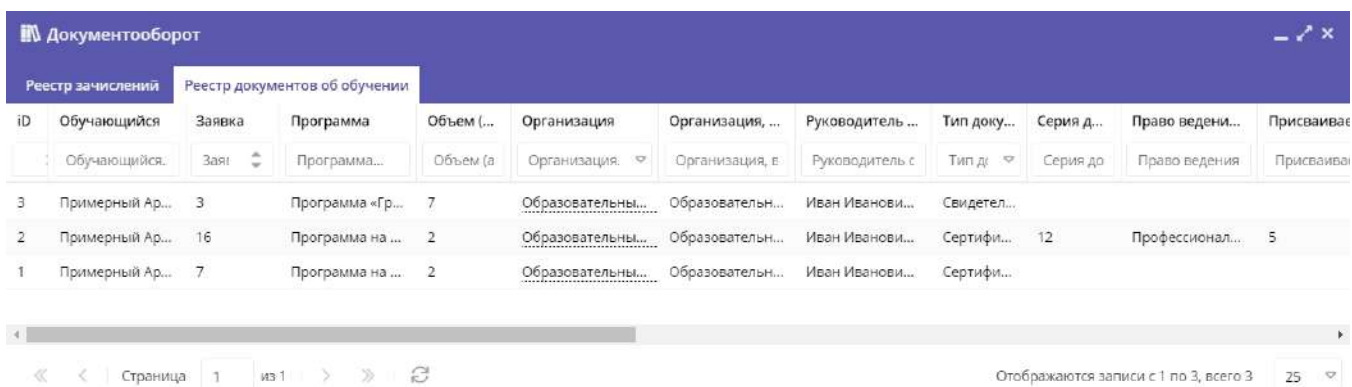 Документооборот
Реестр зачислений Реестр документов об обучении
iD Обучающийся Заявка Программа Объем (... Организация Организация, ... Руководитель ... Тип доку... Серия д... Право ведени... Присваивае
Обучающийся. Заяв Программа... Объем (а Организация. Организация, в Руководитель с Тип до Серия до Право ведения Присваива
3 Примерный Ар... 3 Программа «Гр... 7 Образовательны... Образовательн... Иван Иванови... Свидетел...
2 Примерный Ар... 16 Программа на ... 2 Образовательны... Образовательн... Иван Иванови... Сертифи... 12 Профессионал... 5
1 Примерный Ар... 7 Программа на ... 2 Образовательны... Образовательн... Иван Иванови... Сертифи...
Страница 1 из 1 Отображаются записи с 1 по 3, всего 3 25